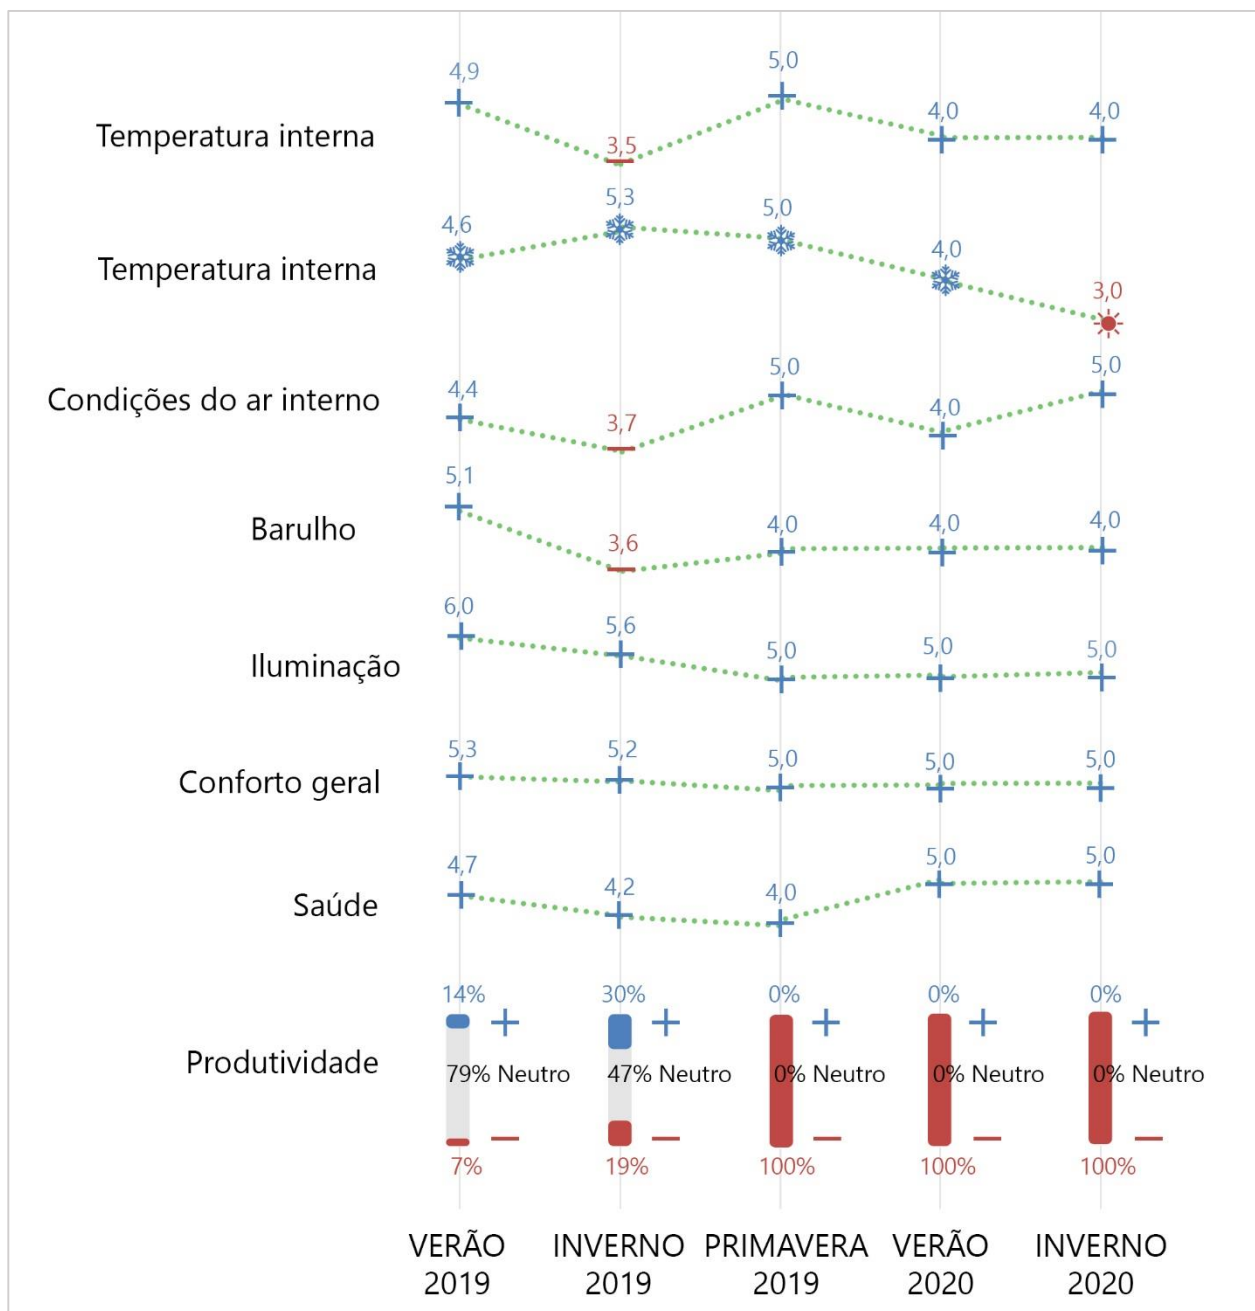 4,9 5,0 4,0 4,0
Temperatura interna
3,5
4,6 5,3 5,0 4,0
Temperatura interna
3,0
4,4 5,0 5,0
Condições do ar interno
3,7 4,0
5,1
Barulho
3,6 4,0 4,0 4,0
6,0 5,6 5,0 5,0 5,0
Iluminação
5,3 5,2 5,0 5,0 5,0
Conforto geral
4,7 4,2 4,0 5,0 5,0
Saúde
14% 30% 0% 0% 0%
Produtividade
79% Neutro 47% Neutro 0% Neutro 0% Neutro 0% Neutro
7% 19% 100% 100% 100%
VERÃO INVERNO PRIMAVERA VERÃO INVERNO
2019 2019 2019 2020 2020